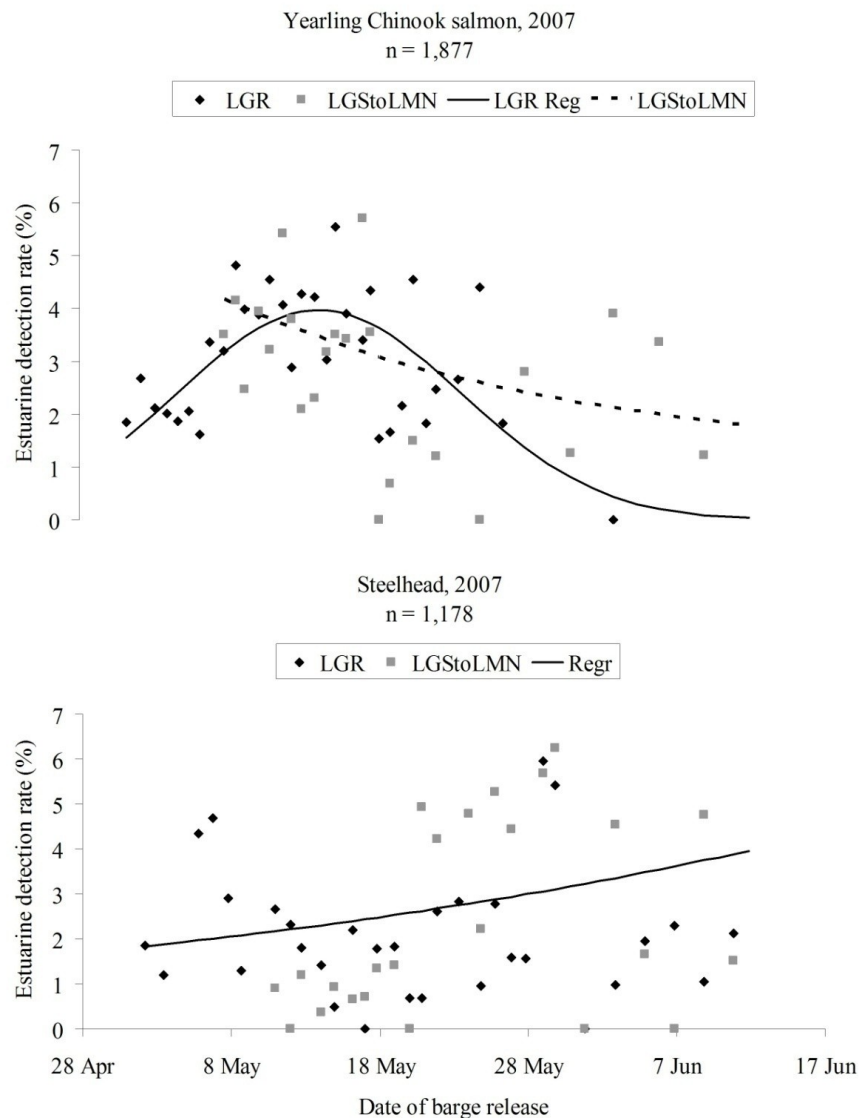 Yearling Chinook salmon, 2007
n = 1,877
LGR LGStoLMN LGR Reg LGStoLMN
Estuarine detection rate (%)
7
6
5
4
3
2
1
0
Steelhead, 2007
n = 1,178
LGR LGStoLMN Regr
Estuarine detection rate (%)
7
6
5
4
3
2
1
0
28 Apr 8 May 18 May 28 May 7 Jun 17 Jun
Date of barge release